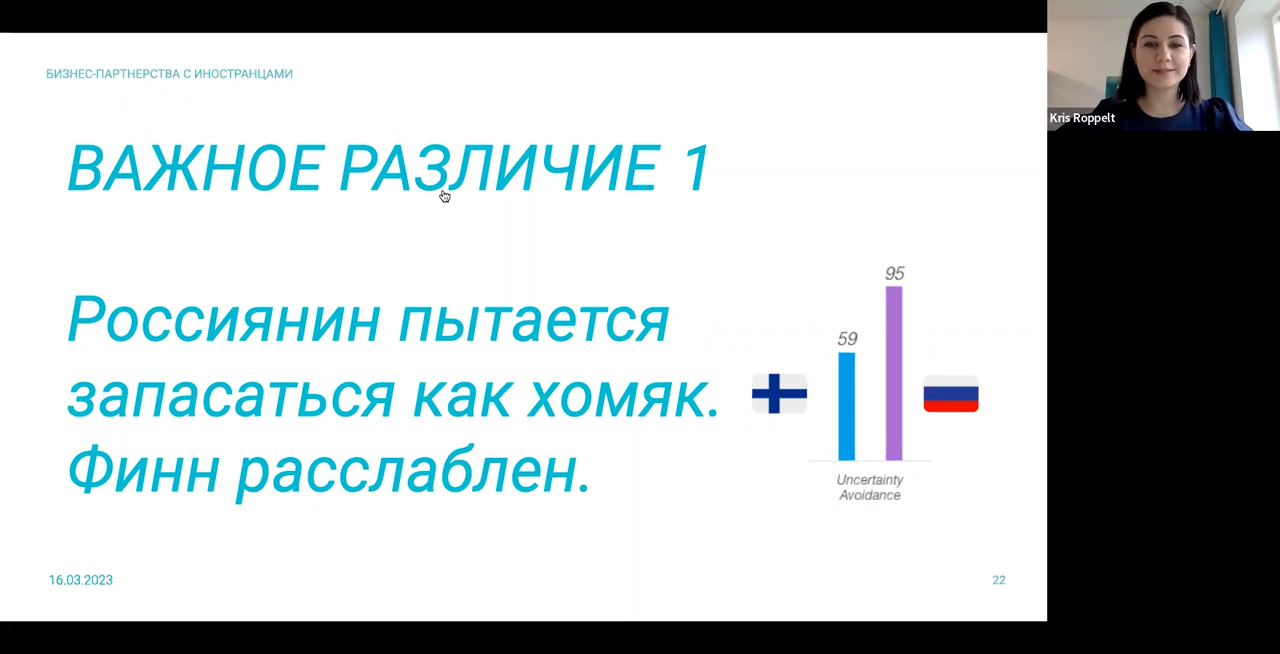 БИЗНЕС-ПАРТНЕРСТВА С ИНОСТРАНЦАМИ
ВАЖНОЕ РАЗЛИЧИЕ 1
Россиянин пытается
запасаться как хомяк.
Финн расслаблен.
95
59
Uncertainty
Avoidance
16.03.2023
22
Kris Roppelt